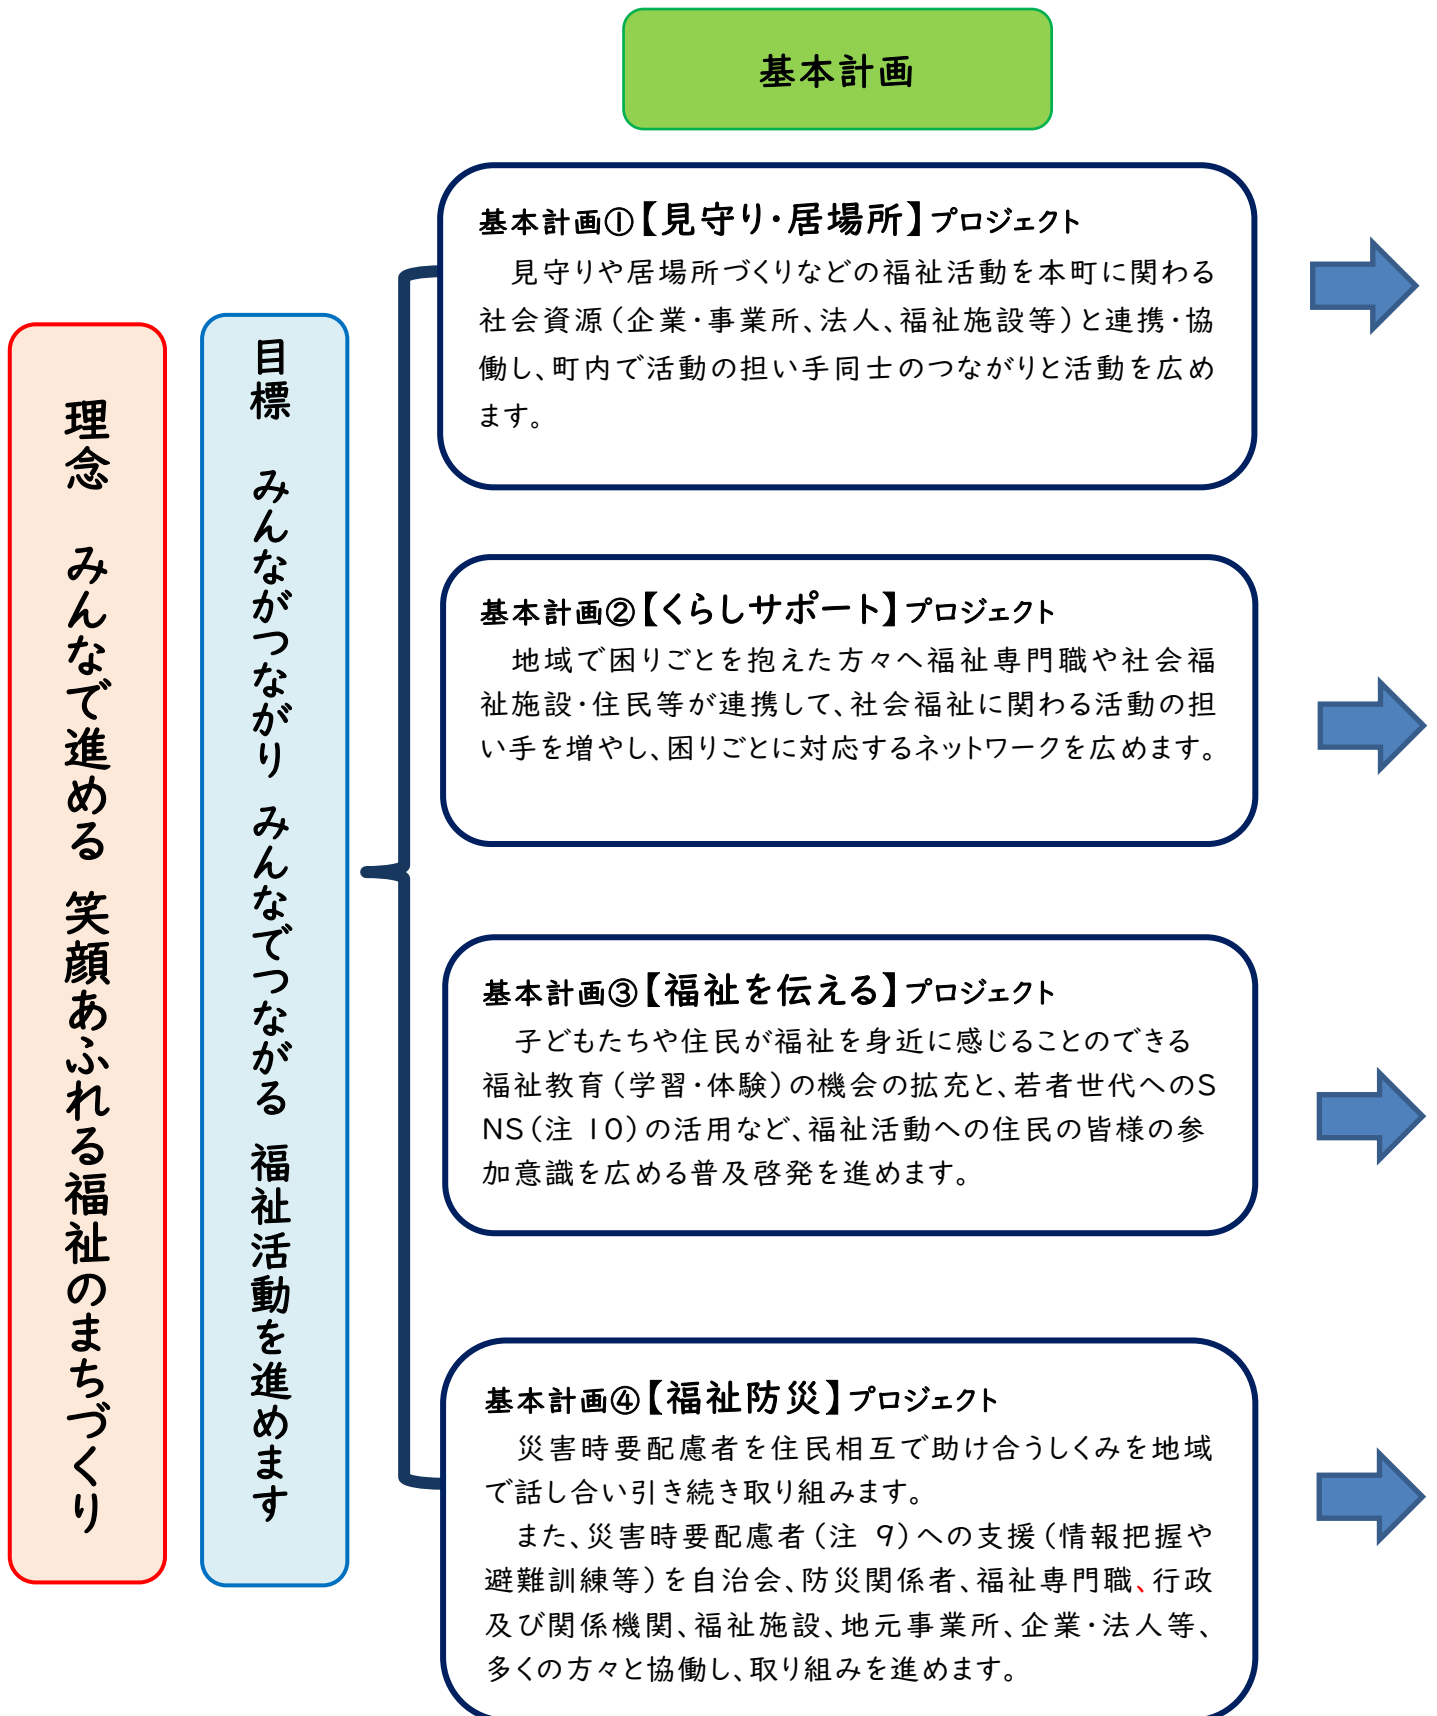 基本計画
理念　みんなで進める 笑顔あふれる福祉のまちづくり
目標　みんながつながり みんなでつながる 福祉活動を進めます
基本計画①【見守り・居場所】プロジェクト
　見守りや居場所づくりなどの福祉活動を本町に関わる
社会資源（企業・事業所、法人、福祉施設等）と連携・協
働し、町内で活動の担い手同士のつながりと活動を広め
ます。
基本計画②【くらしサポート】プロジェクト
　地域で困りごとを抱えた方々へ福祉専門職や社会福
祉施設・住民等が連携して、社会福祉に関わる活動の担
い手を増やし、困りごとに対応するネットワークを広めます。
基本計画③【福祉を伝える】プロジェクト
　子どもたちや住民が福祉を身近に感じることのできる
福祉教育（学習・体験）の機会の拡充と、若者世代へのS
NS（注 10）の活用など、福祉活動への住民の皆様の参
加意識を広める普及啓発を進めます。
基本計画④【福祉防災】プロジェクト
　災害時要配慮者を住民相互で助け合うしくみを地域
で話し合い引き続き取り組みます。
　また、災害時要配慮者（注 9）への支援（情報把握や
避難訓練等）を自治会、防災関係者、福祉専門職、行政
及び関係機関、福祉施設、地元事業所、企業・法人等、
多くの方々と協働し、取り組みを進めます。